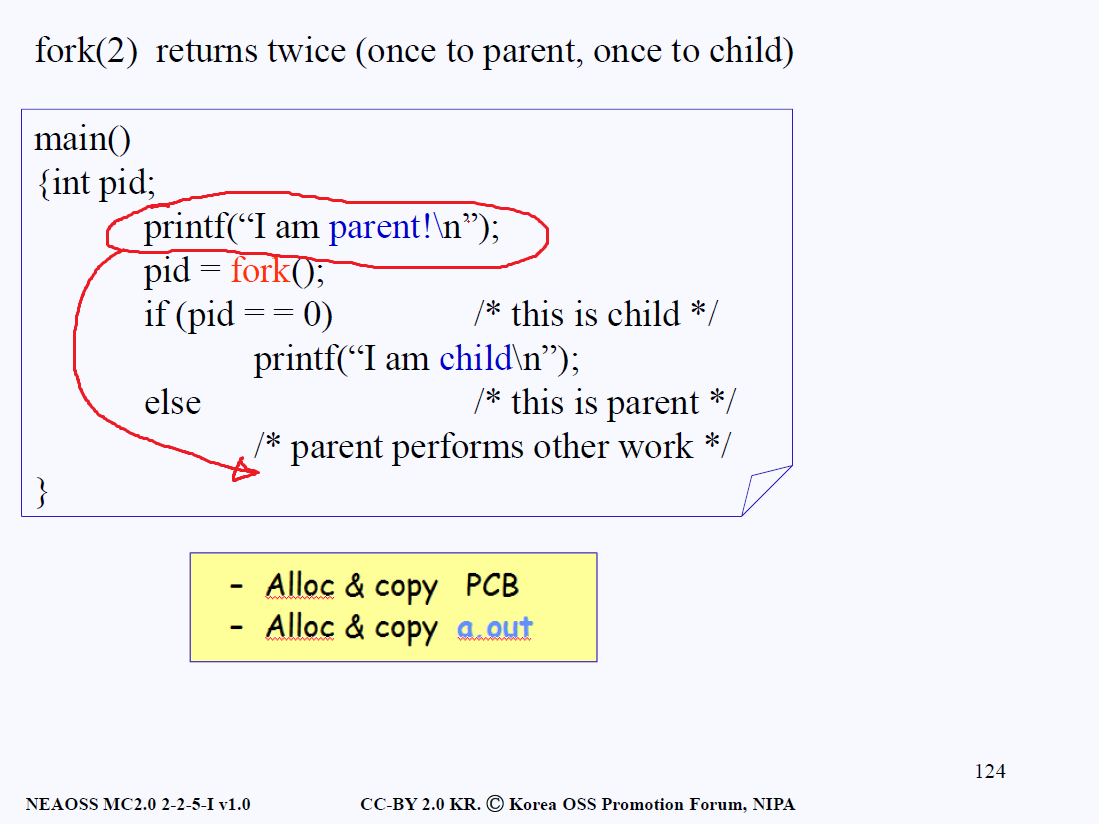 fork(2) returns twice (once to parent, once to child)
main()
{int pid;
printf(“I am parent!\n”);
pid = fork();
if (pid = = 0) /* this is child */
printf(“I am child\n”);
else /* this is parent */
/* parent performs other work */
}
- Alloc & copy PCB
- Alloc & copy a.out
124
NEAOSS MC2.0 2-2-5-I v1.0 CC-BY 2.0 KR. Ⓒ Korea OSS Promotion Forum, NIPA